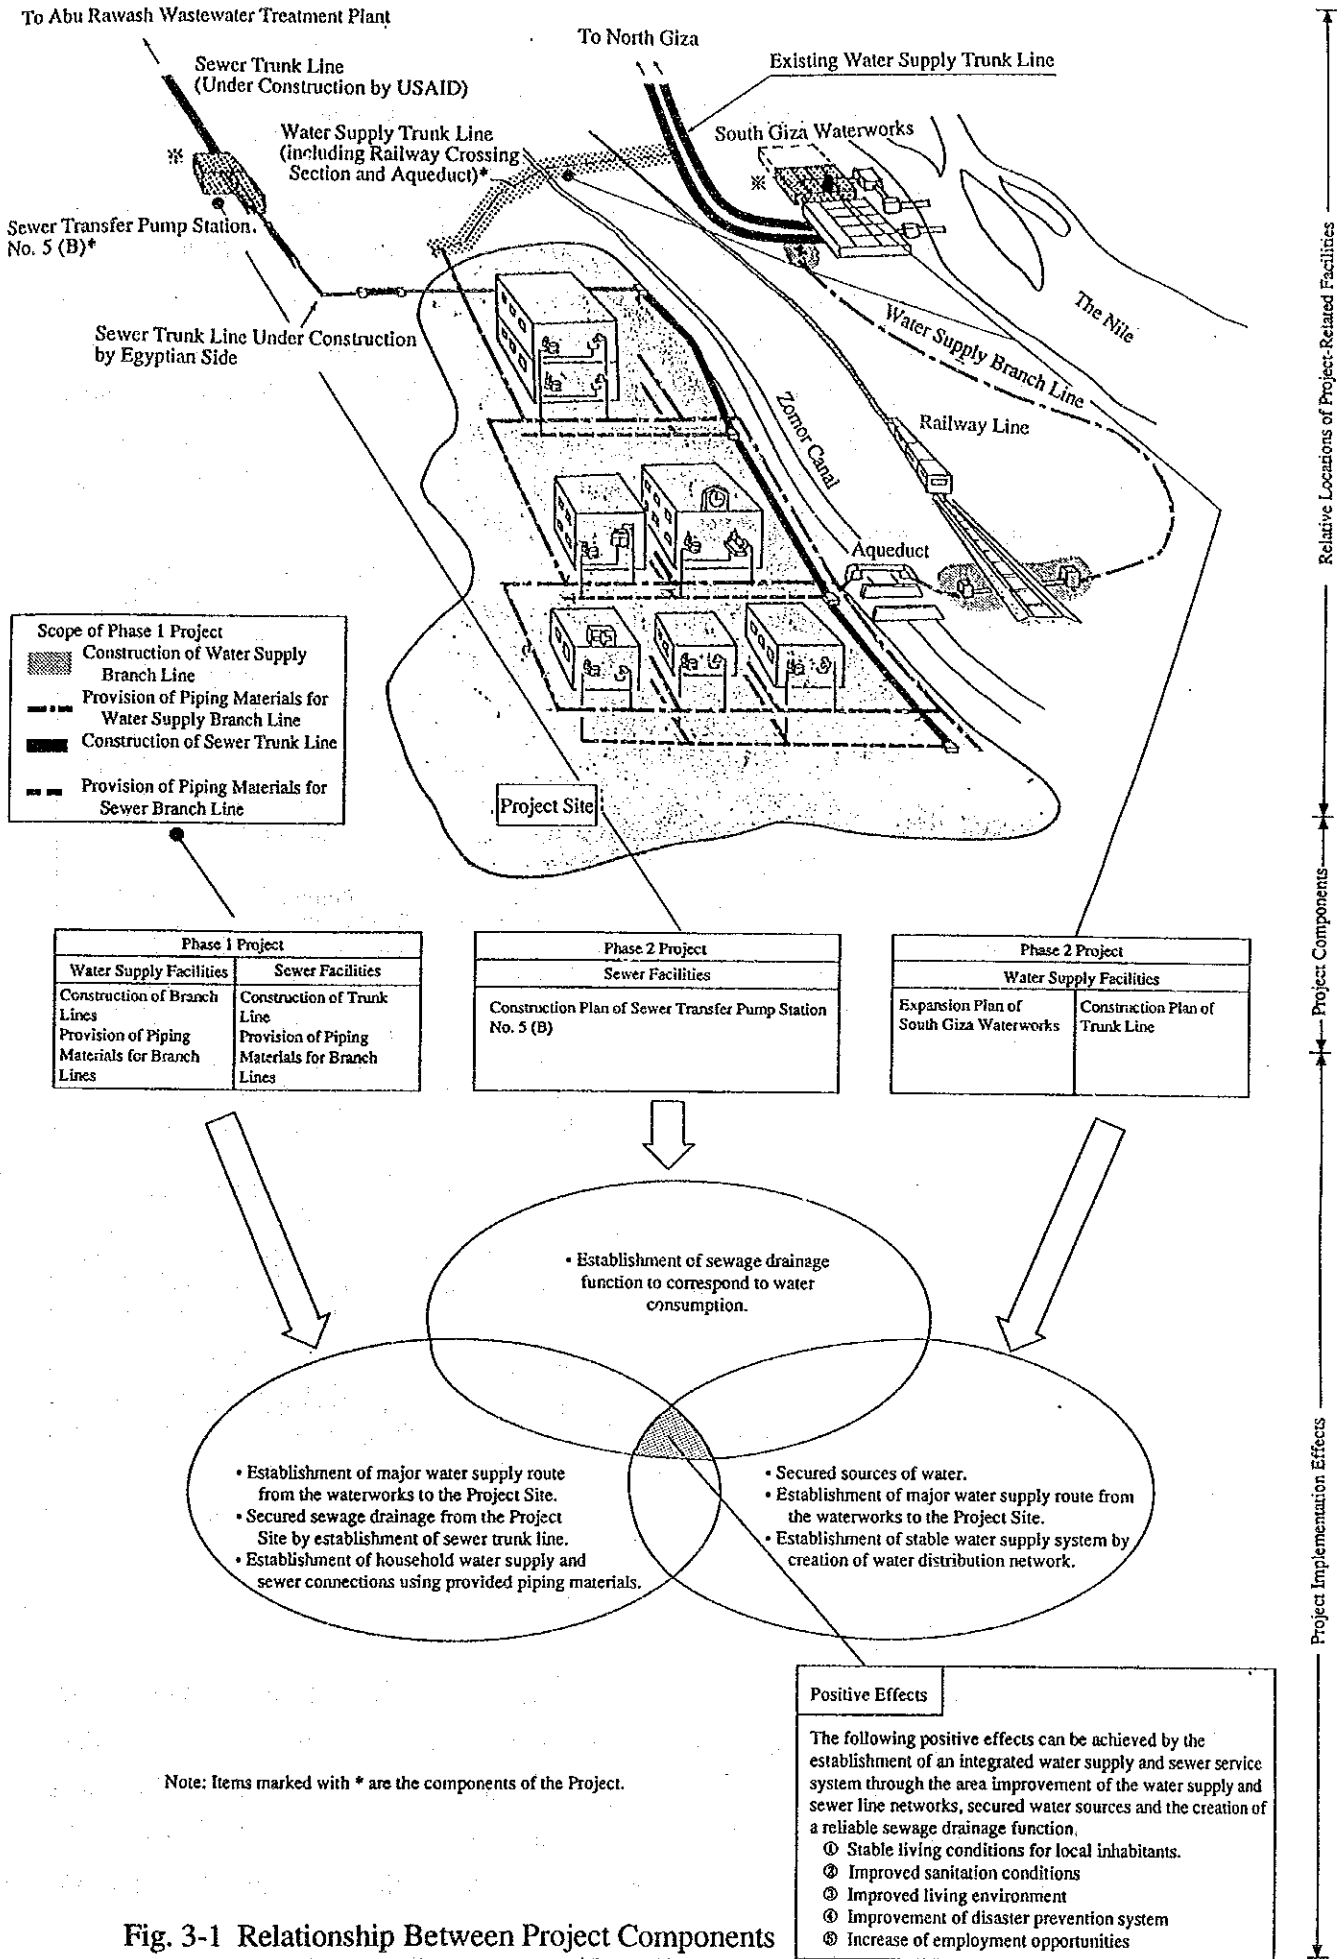 To Abu Rawash Wastewater Treatment Plant
To North Giza
Sewer Trunk Line
(Under Construction by USAID)
Existing Water Supply Trunk Line
Water Supply Trunk Line
(including Railway Crossing
Section and Aqueduct)*
South Giza Waterworks
※
※
Sewer Transfer Pump Station
No. 5 (B)*
Sewer Trunk Line Under Construction
by Egyptian Side
The Nile
Water Supply Branch Line
Zomor Canal
Railway Line
Aqueduct
Project Site
Scope of Phase 1 Project
Construction of Water Supply
Branch Line
Provision of Piping Materials for
Water Supply Branch Line
Construction of Sewer Trunk Line
Provision of Piping Materials for
Sewer Branch Line
Relative Locations of Project-Retated Facilities
Project Components
Project Implementation Effects
Phase 1 Project
Water Supply Facilities
Sewer Facilities
Construction of Branch
Lines
Provision of Piping
Materials for Branch
Lines
Construction of Trunk
Line
Provision of Piping
Materials for Branch
Lines
Phase 2 Project
Sewer Facilities
Construction Plan of Sewer Transfer Pump Station
No. 5 (B)
Phase 2 Project
Water Supply Facilities
Expansion Plan of
South Giza Waterworks
Construction Plan of
Trunk Line
• Establishment of sewage drainage
function to correspond to water
consumption.
• Establishment of major water supply route
from the waterworks to the Project Site.
• Secured sewage drainage from the Project
Site by establishment of sewer trunk line.
• Establishment of household water supply and
sewer connections using provided piping materials.
• Secured sources of water.
• Establishment of major water supply route from
the waterworks to the Project Site.
• Establishment of stable water supply system by
creation of water distribution network.
Positive Effects
The following positive effects can be achieved by the
establishment of an integrated water supply and sewer service
system through the area improvement of the water supply and
sewer line networks, secured water sources and the creation of
a reliable sewage drainage function.
① Stable living conditions for local inhabitants.
② Improved sanitation conditions
③ Improved living environment
④ Improvement of disaster prevention system
⑤ Increase of employment opportunities
Note: Items marked with * are the components of the Project.
Fig. 3-1 Relationship Between Project Components